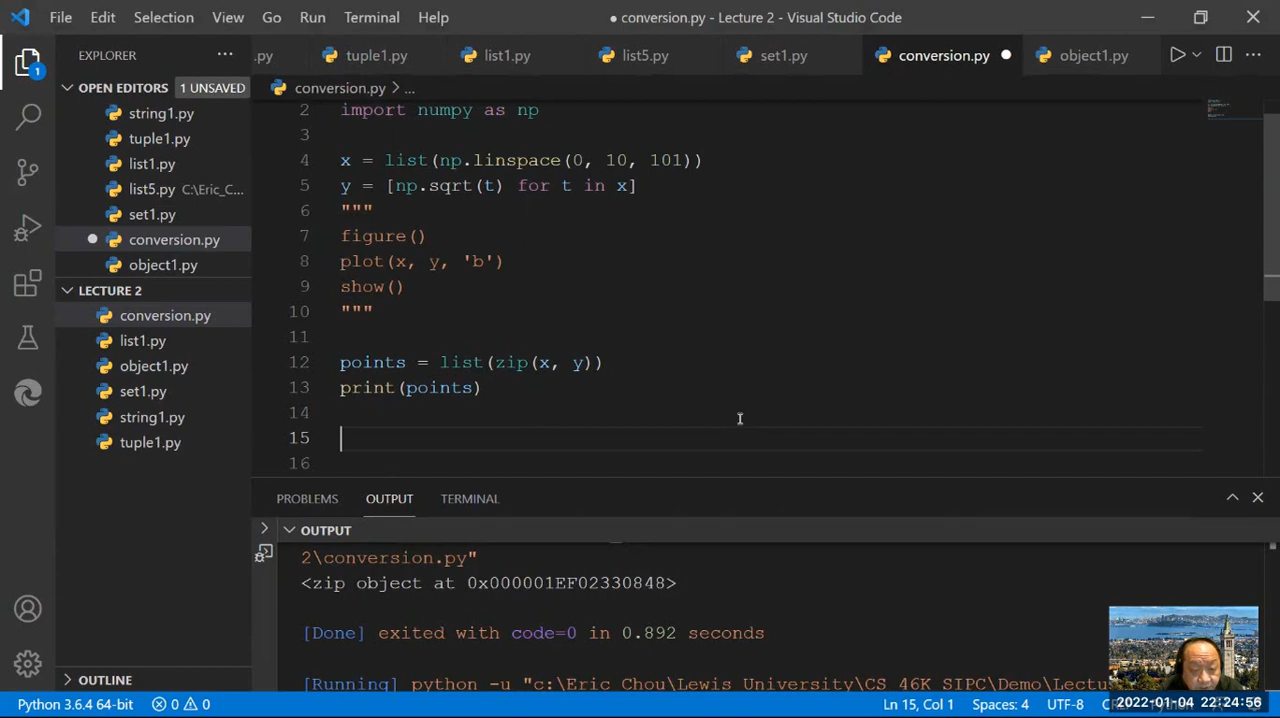 File Edit Selection View Go Run Terminal Help ● conversion.py - Lecture 2 - Visual Studio Code
EXPLORER ··· .py tuple1.py list1.py list5.py set1.py conversion.py ● object1.py ···
OPEN EDITORS 1 UNSAVED
conversion.py > ...
string1.py
tuple1.py
list1.py
list5.py C:\Eric_C...
set1.py
conversion.py
object1.py
LECTURE 2
conversion.py
list1.py
object1.py
set1.py
string1.py
tuple1.py
OUTLINE
1
2 import numpy as np
3
4 x = list(np.linspace(0, 10, 101))
5 y = [np.sqrt(t) for t in x]
6 """
7 figure()
8 plot(x, y, 'b')
9 show()
10 """
11
12 points = list(zip(x, y))
13 print(points)
14
15
16
PROBLEMS OUTPUT TERMINAL
OUTPUT
2\conversion.py"
<zip object at 0x000001EF02330848>
[Done] exited with code=0 in 0.892 seconds
[Running] python -u "c:\Eric_Chou\Lewis University\CS 46K SIPC\Demo\Lectu
Python 3.6.4 64-bit 0 0 Ln 15, Col 1 Spaces: 4 UTF-8
2022-01-04 22:24:56